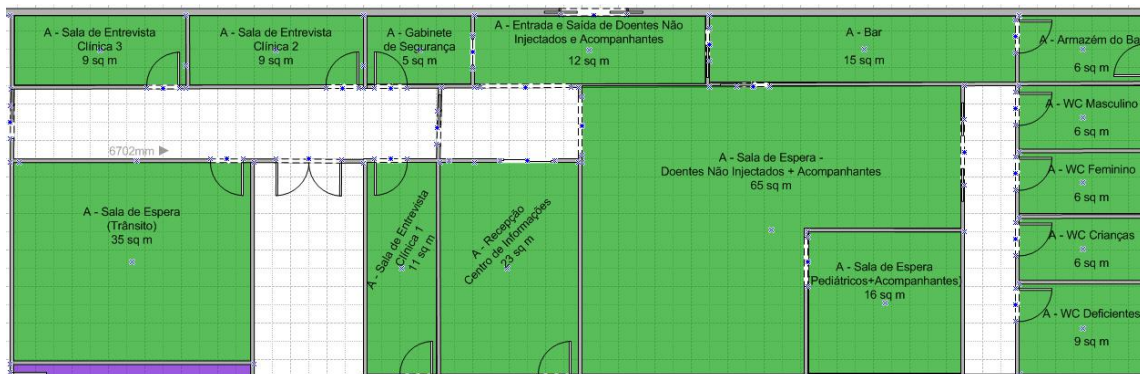 A - Sala de Entrevista
Clínica 3
9 sq m
A - Sala de Entrevista
Clínica 2
9 sq m
A - Gabinete
de Segurança
5 sq m
A - Entrada e Saída de Doentes Não
Injectados e Acompanhantes
12 sq m
A - Bar
15 sq m
A - Armazém do Ba
6 sq m
6702mm
A - WC Masculino
6 sq m
A - Sala de Espera -
Doentes Não Injectados + Acompanhantes
65 sq m
A - WC Feminino
6 sq m
A - Sala de Espera
(Trânsito)
35 sq m
A - Sala de Entrevista
Clínica 1
11 sq m
A - Recepção
Centro de Informações
23 sq m
A - WC Crianças
6 sq m
A - Sala de Espera
(Pediátricos+Acompanhantes)
16 sq m
A - WC Deficientes
9 sq m